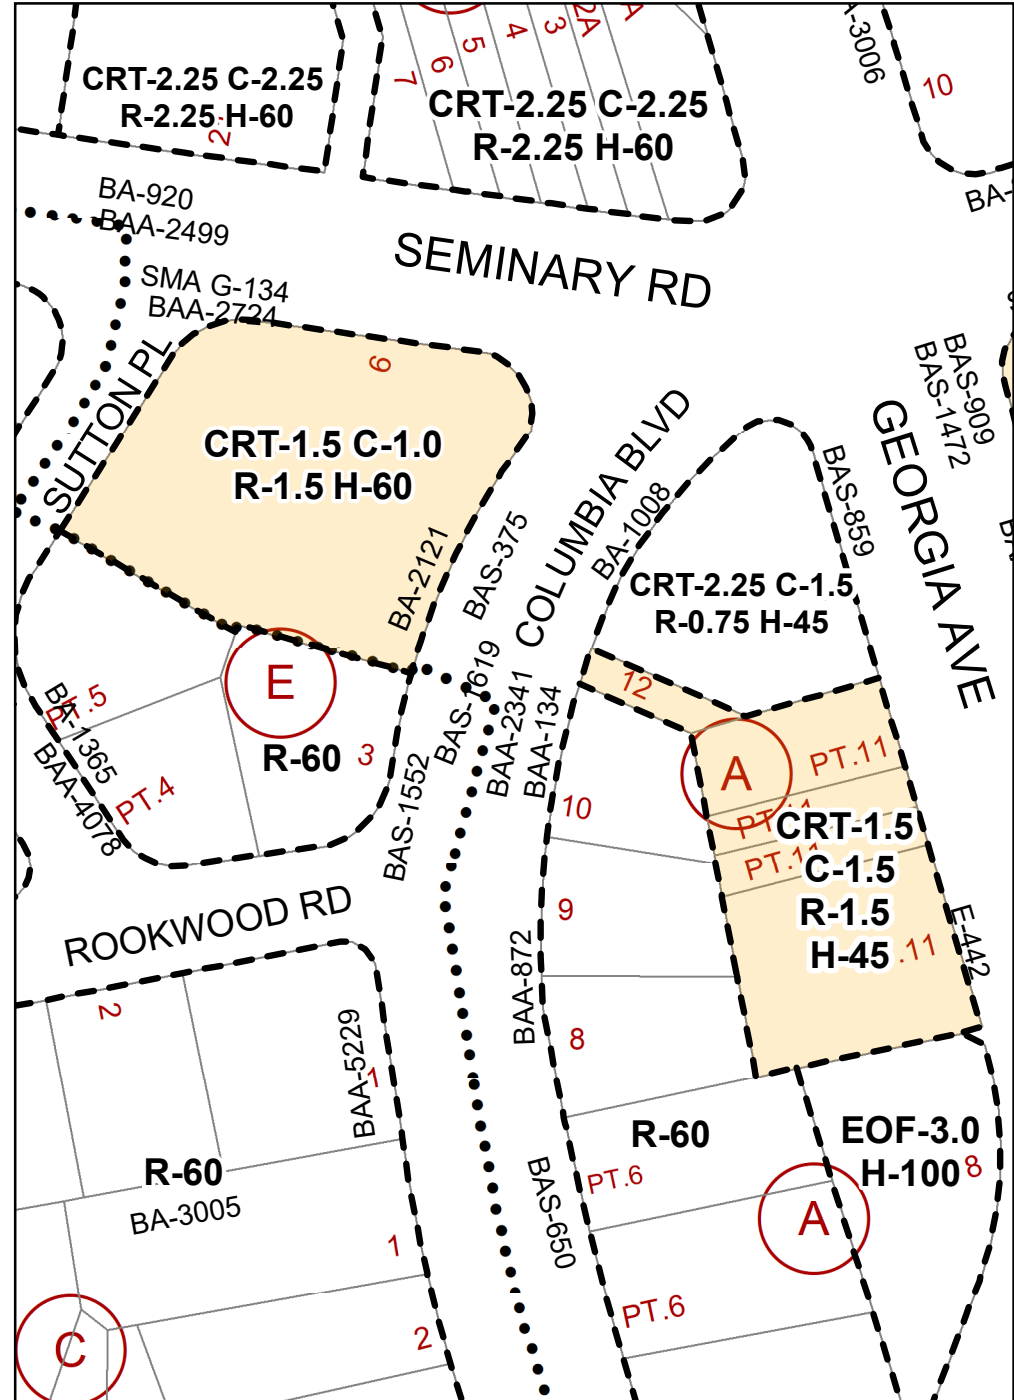 CRT-2.25 C-2.25
R-2.25 H-60
2
7
6
5
4
3
2A
A
CRT-2.25 C-2.25
R-2.25 H-60
A-3006
10
BA-920
BAA-2499
BA-
SEMINARY RD
SMA G-134
BAA-2724
SUTTON PL
6
CRT-1.5 C-1.0
R-1.5 H-60
BA-2121
BAS-375
COLUMBIA BLVD
BA-1008
BAS-859
GEORGIA AVE
BAS-909
BAS-1472
CRT-2.25 C-1.5
R-0.75 H-45
E
R-60
3
PT.5
PT.4
BA-1365
BAA-4078
BAS-1552
BAS-1619
BAA-2341
BAA-134
12
A
PT.11
PT.11
PT.11
CRT-1.5
C-1.5
R-1.5
H-45
.11
E-442
10
9
8
BAA-872
ROOKWOOD RD
2
1
BAA-5229
R-60
BA-3005
1
2
C
R-60
PT.6
PT.6
BAS-650
EOF-3.0
H-100
8
A